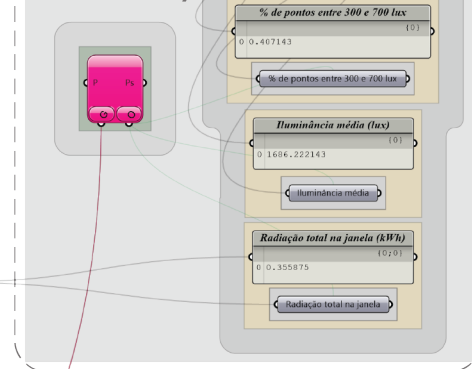 % de pontos entre 300 e 700 lux
{0}
0 0.407143
% de pontos entre 300 e 700 lux
P Ps
Iluminância média (lux)
{0}
0 1686.222143
Iluminância média
Radiação total na janela (kWh)
{0;0}
0 0.355875
Radiação total na janela